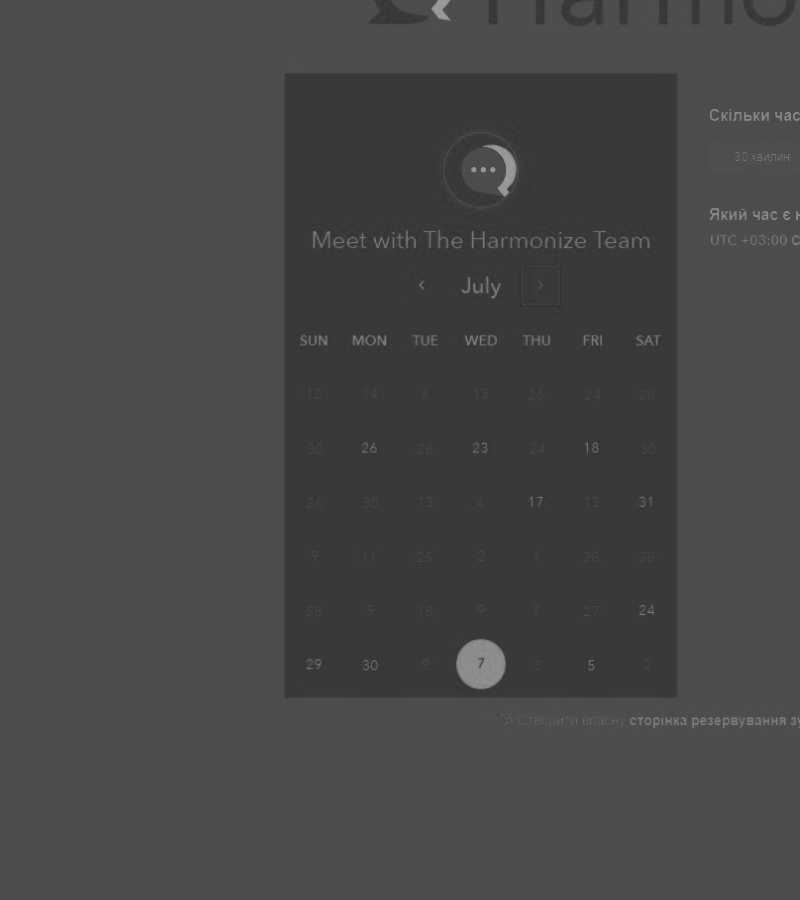 Harmo
Meet with The Harmonize Team
July
SUN MON TUE WED THU FRI SAT
12 14 6 13 26 24 28
30 26 28 23 24 18 30
26 30 13 4 17 13 31
9 11 25 2 1 28 28
28 9 18 9 7 27 24
29 30 9 7 3 5 2
Скільки час
30 хвилин
Який час є н
UTC +03:00 С
Створити власну сторінка резервування зу